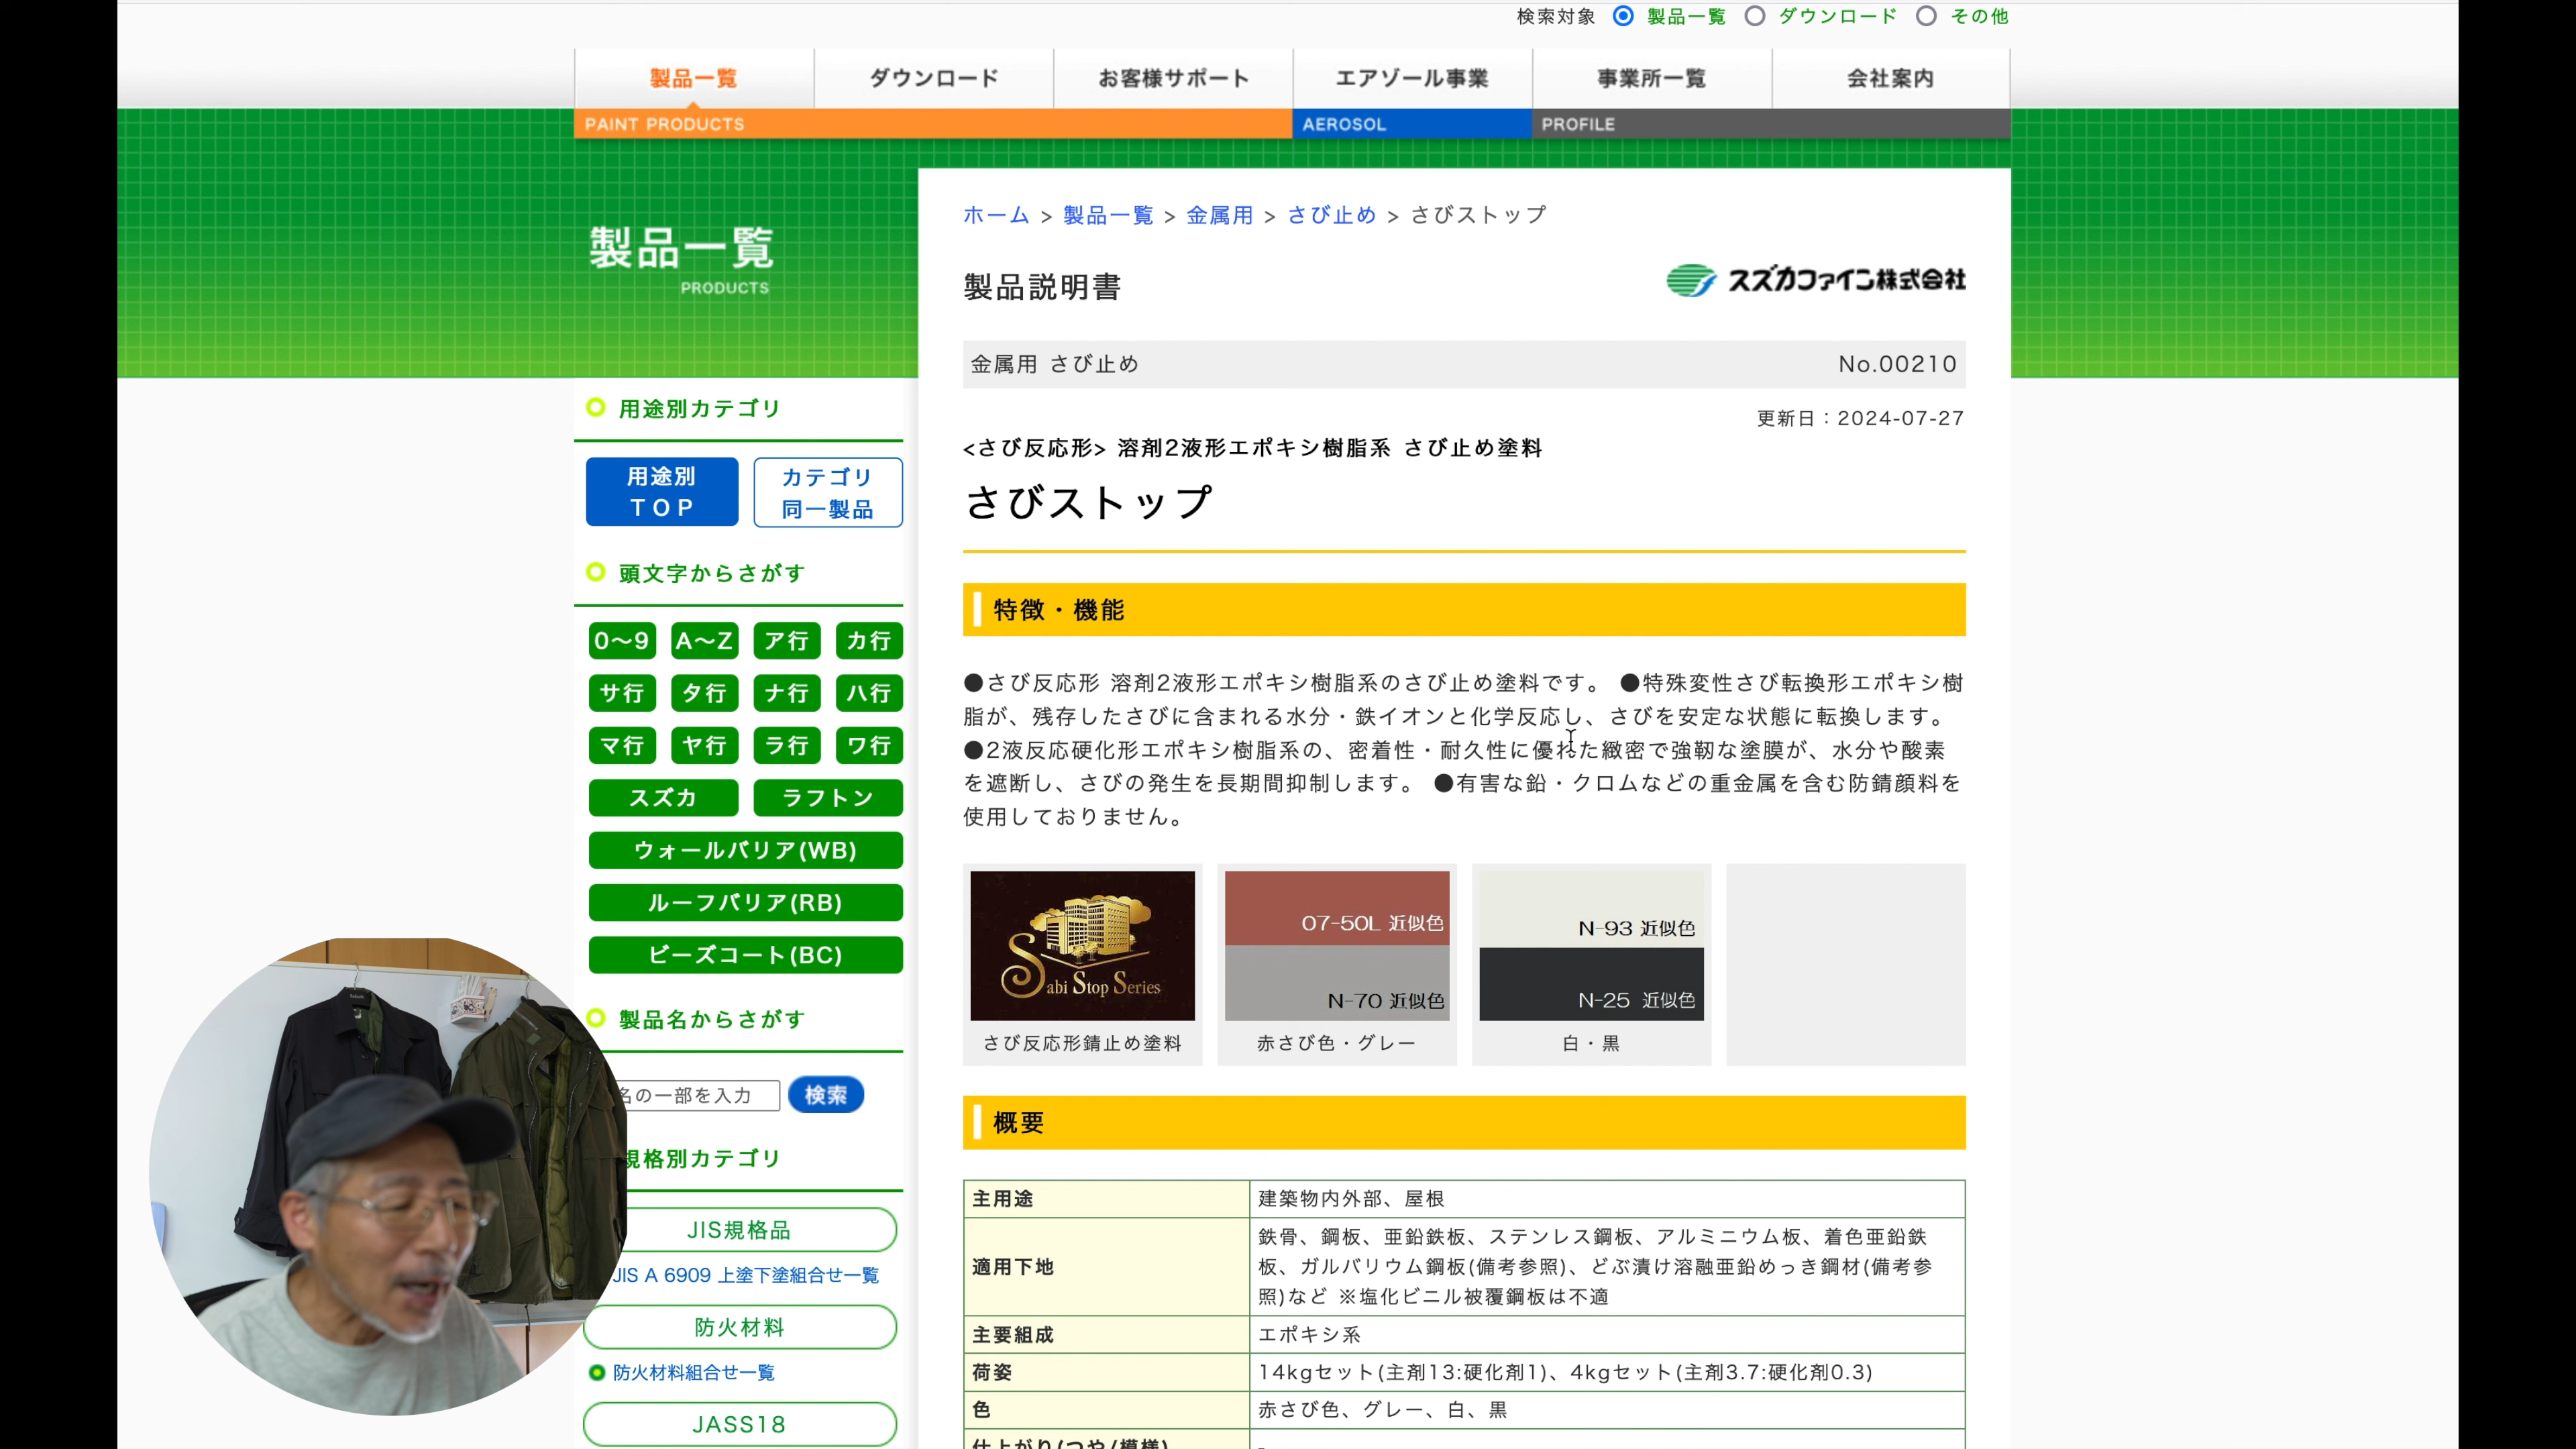 検索対象 製品一覧 ダウンロード その他
製品一覧 ダウンロード お客様サポート エアゾール事業 事業所一覧 会社案内
PAINT PRODUCTS AEROSOL PROFILE
製品一覧
PRODUCTS
用途別カテゴリ
用途別
TOP
カテゴリ
同一製品
頭文字からさがす
0〜9 A〜Z ア行 カ行
サ行 タ行 ナ行 ハ行
マ行 ヤ行 ラ行 ワ行
スズカ ラフトン
ウォールバリア(WB)
ルーフバリア(RB)
ビーズコート(BC)
製品名からさがす
名の一部を入力 検索
規格別カテゴリ
JIS規格品
JIS A 6909 上塗下塗組合せ一覧
防火材料
防火材料組合せ一覧
JASS18
ホーム > 製品一覧 > 金属用 > さび止め > さびストップ
製品説明書
スズカファイン株式会社
金属用 さび止め No.00210
更新日：2024-07-27
<さび反応形> 溶剤2液形エポキシ樹脂系 さび止め塗料
さびストップ
特徴・機能
●さび反応形 溶剤2液形エポキシ樹脂系のさび止め塗料です。 ●特殊変性さび転換形エポキシ樹
脂が、残存したさびに含まれる水分・鉄イオンと化学反応し、さびを安定な状態に転換します。
●2液反応硬化形エポキシ樹脂系の、密着性・耐久性に優れた緻密で強靭な塗膜が、水分や酸素
を遮断し、さびの発生を長期間抑制します。 ●有害な鉛・クロムなどの重金属を含む防錆顔料を
使用しておりません。
Sabi Stop Series
さび反応形錆止め塗料
07-50L 近似色
N-70 近似色
赤さび色・グレー
N-93 近似色
N-25 近似色
白・黒
概要
主用途 建築物内外部、屋根
適用下地 鉄骨、鋼板、亜鉛鉄板、ステンレス鋼板、アルミニウム板、着色亜鉛鉄
板、ガルバリウム鋼板(備考参照)、どぶ漬け溶融亜鉛めっき鋼材(備考参
照)など ※塩化ビニル被覆鋼板は不適
主要組成 エポキシ系
荷姿 14kgセット(主剤13:硬化剤1)、4kgセット(主剤3.7:硬化剤0.3)
色 赤さび色、グレー、白、黒
仕上がり(つや/模様) -